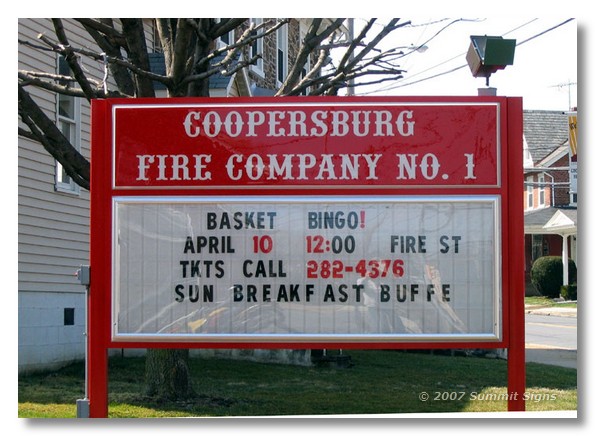 COOPERSBURG
FIRE COMPANY NO. 1
BASKET BINGO!
APRIL 10 12:00 FIRE ST
TKTS CALL 282-4376
SUN BREAKFAST BUFFE
© 2007 Summit Signs